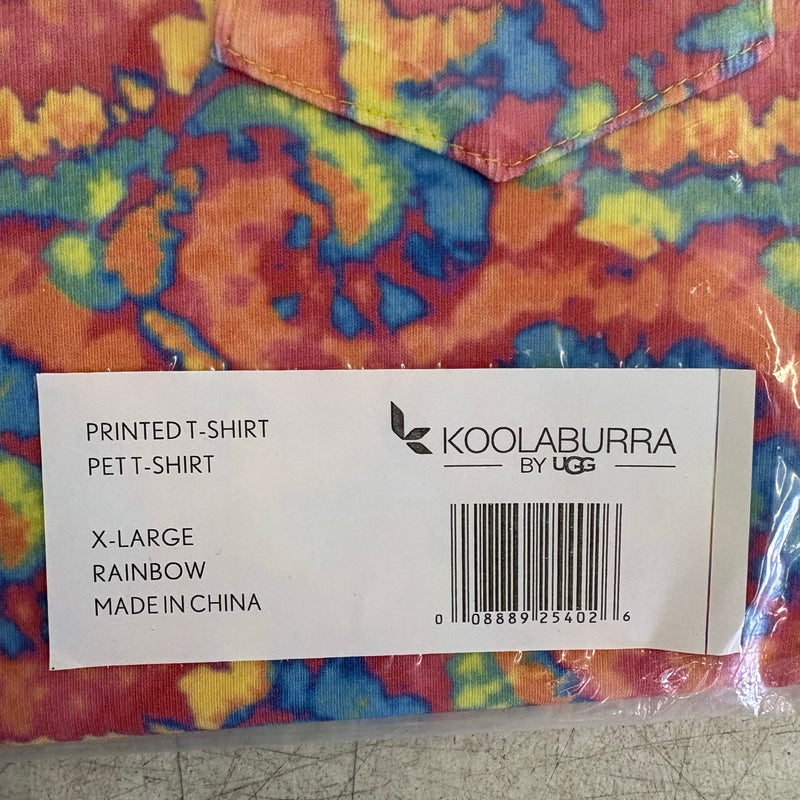 PRINTED T-SHIRT
PET T-SHIRT
X-LARGE
RAINBOW
MADE IN CHINA
KOOLABURRA
BY UGG
0 08889 25402 6